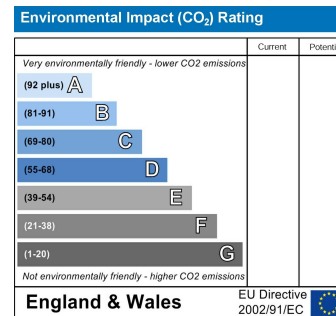 Environmental Impact (CO₂) Rating
Current Potenti
Very environmentally friendly - lower CO2 emissions
(92 plus) A
(81-91) B
(69-80) C
(55-68) D
(39-54) E
(21-38) F
(1-20) G
Not environmentally friendly - higher CO2 emissions
England & Wales
EU Directive
2002/91/EC